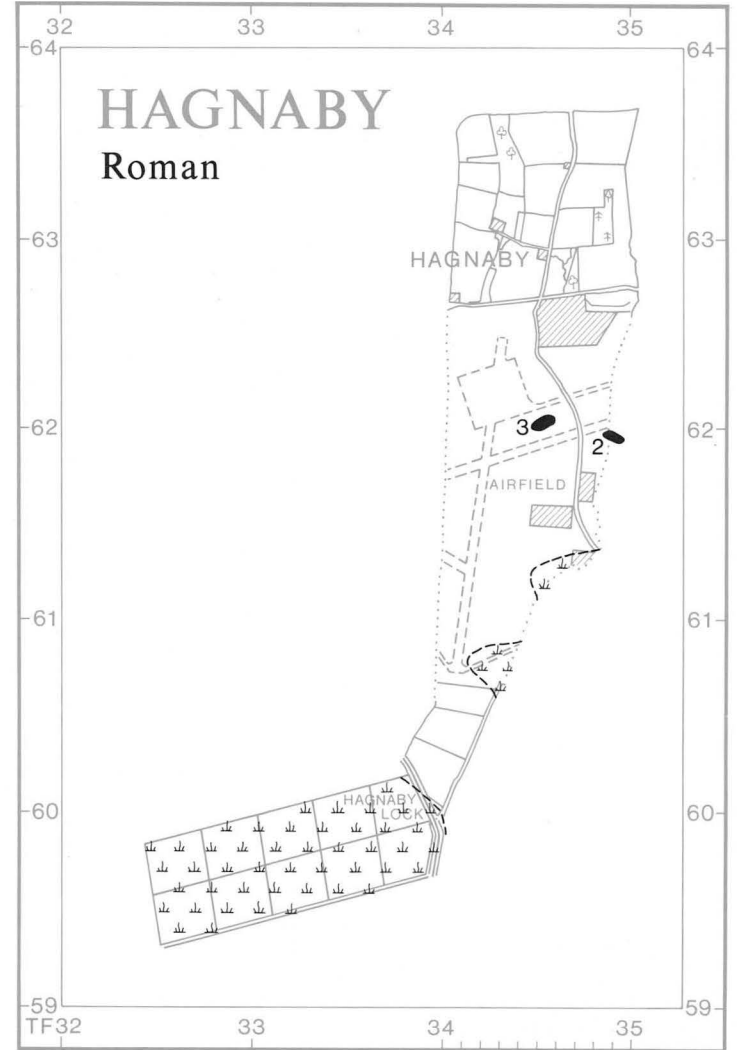 32 33 34 35
64 64
HAGNABY
Roman
63 63
HAGNABY
62 62
3
2
AIRFIELD
61 61
60 60
HAGNABY
LOCK
59 59
TF32 33 34 35